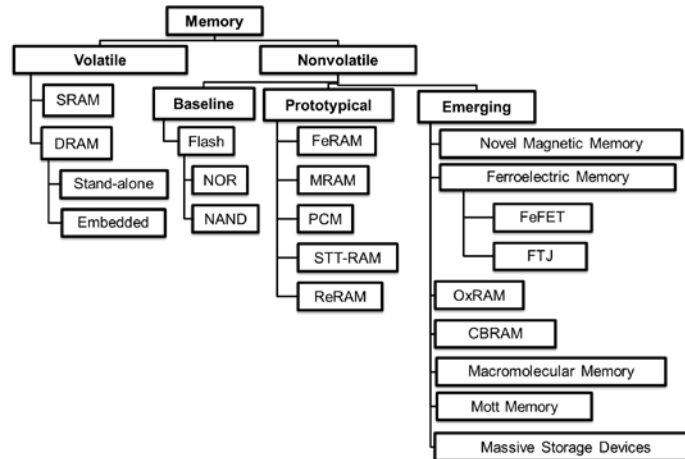 Memory
Volatile
Nonvolatile
SRAM
DRAM
Stand-alone
Embedded
Baseline
Flash
NOR
NAND
Prototypical
FeRAM
MRAM
PCM
STT-RAM
ReRAM
Emerging
Novel Magnetic Memory
Ferroelectric Memory
FeFET
FTJ
OxRAM
CBRAM
Macromolecular Memory
Mott Memory
Massive Storage Devices